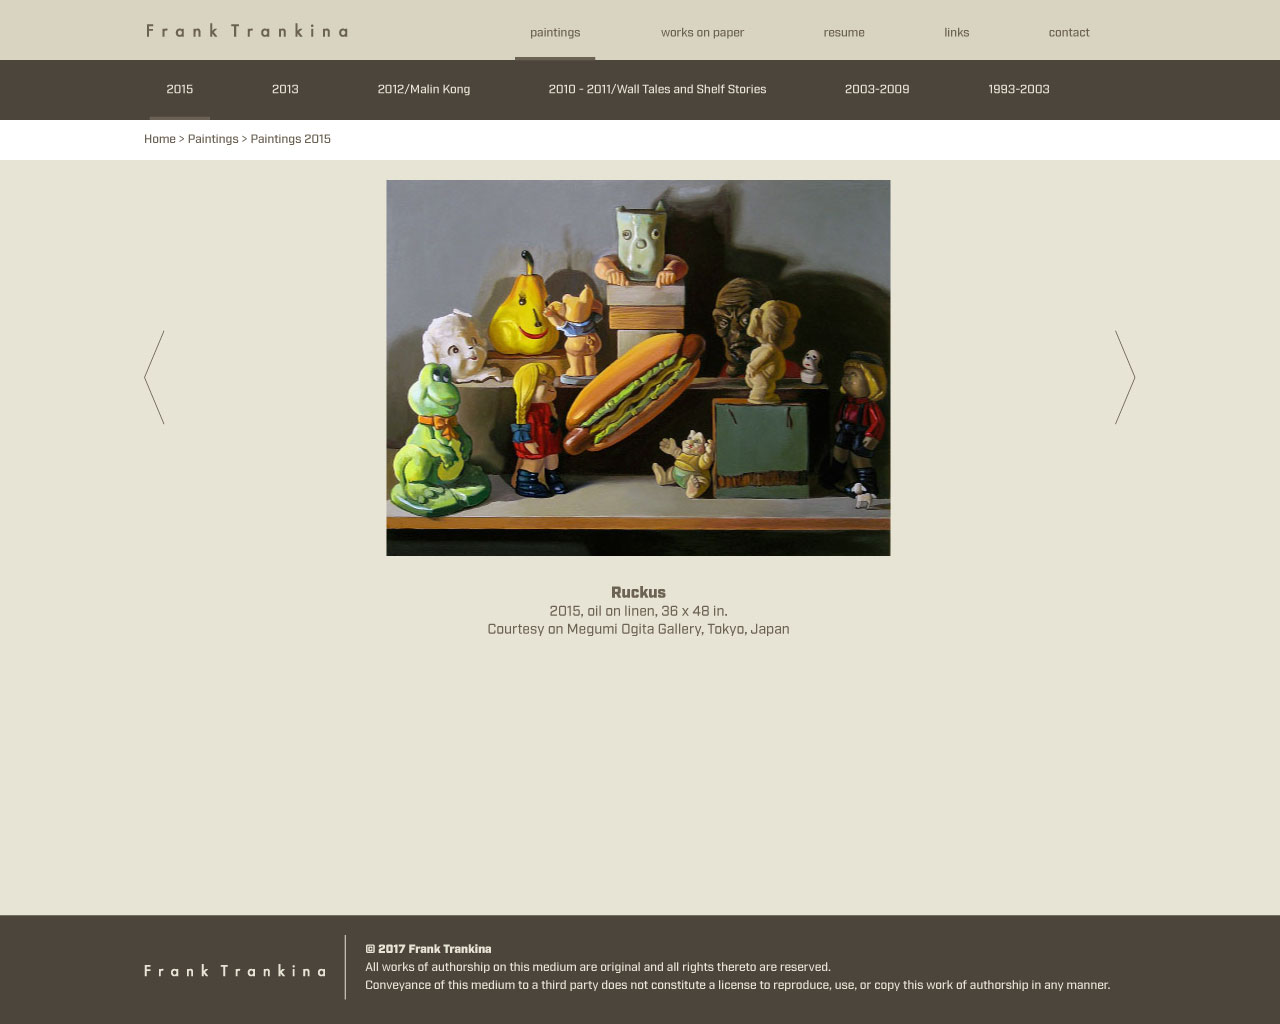 Frank Trankina
paintings works on paper resume links contact
2015 2013 2012/Malin Kong 2010 - 2011/Wall Tales and Shelf Stories 2003-2009 1993-2003
Home > Paintings > Paintings 2015
Ruckus
2015, oil on linen, 36 x 48 in.
Courtesy on Megumi Ogita Gallery, Tokyo, Japan
Frank Trankina
© 2017 Frank Trankina
All works of authorship on this medium are original and all rights thereto are reserved.
Conveyance of this medium to a third party does not constitute a license to reproduce, use, or copy this work of authorship in any manner.